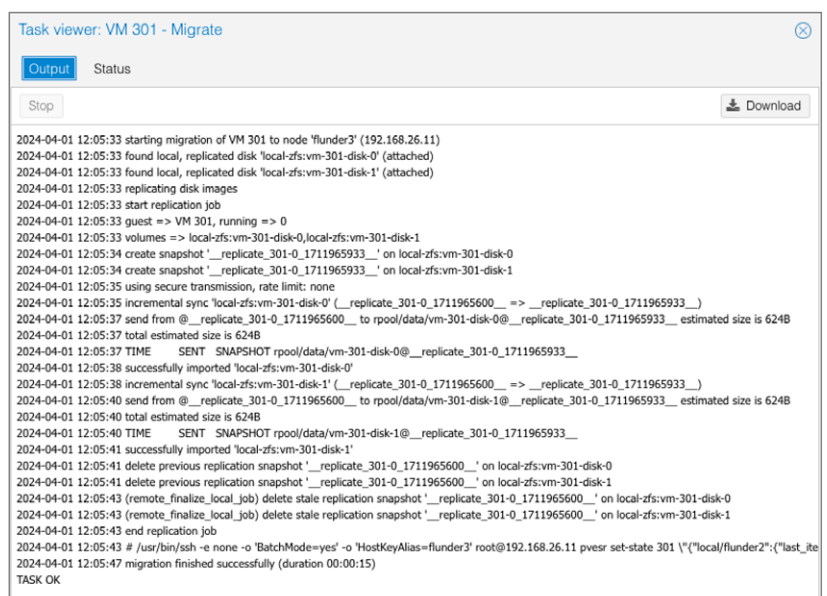 Task viewer: VM 301 - Migrate
Output Status
Stop Download
2024-04-01 12:05:33 starting migration of VM 301 to node 'flunder3' (192.168.26.11)
2024-04-01 12:05:33 found local, replicated disk 'local-zfs:vm-301-disk-0' (attached)
2024-04-01 12:05:33 found local, replicated disk 'local-zfs:vm-301-disk-1' (attached)
2024-04-01 12:05:33 replicating disk images
2024-04-01 12:05:33 start replication job
2024-04-01 12:05:33 guest => VM 301, running => 0
2024-04-01 12:05:33 volumes => local-zfs:vm-301-disk-0,local-zfs:vm-301-disk-1
2024-04-01 12:05:34 create snapshot '__replicate_301-0_1711965933__' on local-zfs:vm-301-disk-0
2024-04-01 12:05:34 create snapshot '__replicate_301-0_1711965933__' on local-zfs:vm-301-disk-1
2024-04-01 12:05:35 using secure transmission, rate limit: none
2024-04-01 12:05:35 incremental sync 'local-zfs:vm-301-disk-0' (__replicate_301-0_1711965600__ => __replicate_301-0_1711965933__)
2024-04-01 12:05:37 send from @__replicate_301-0_1711965600__ to rpool/data/vm-301-disk-0@__replicate_301-0_1711965933__ estimated size is 624B
2024-04-01 12:05:37 total estimated size is 624B
2024-04-01 12:05:37 TIME SENT SNAPSHOT rpool/data/vm-301-disk-0@__replicate_301-0_1711965933__
2024-04-01 12:05:38 successfully imported 'local-zfs:vm-301-disk-0'
2024-04-01 12:05:38 incremental sync 'local-zfs:vm-301-disk-1' (__replicate_301-0_1711965600__ => __replicate_301-0_1711965933__)
2024-04-01 12:05:40 send from @__replicate_301-0_1711965600__ to rpool/data/vm-301-disk-1@__replicate_301-0_1711965933__ estimated size is 624B
2024-04-01 12:05:40 total estimated size is 624B
2024-04-01 12:05:40 TIME SENT SNAPSHOT rpool/data/vm-301-disk-1@__replicate_301-0_1711965933__
2024-04-01 12:05:41 successfully imported 'local-zfs:vm-301-disk-1'
2024-04-01 12:05:41 delete previous replication snapshot '__replicate_301-0_1711965600__' on local-zfs:vm-301-disk-0
2024-04-01 12:05:41 delete previous replication snapshot '__replicate_301-0_1711965600__' on local-zfs:vm-301-disk-1
2024-04-01 12:05:43 (remote_finalize_local_job) delete stale replication snapshot '__replicate_301-0_1711965600__' on local-zfs:vm-301-disk-0
2024-04-01 12:05:43 (remote_finalize_local_job) delete stale replication snapshot '__replicate_301-0_1711965600__' on local-zfs:vm-301-disk-1
2024-04-01 12:05:43 end replication job
2024-04-01 12:05:43 # /usr/bin/ssh -e none -o 'BatchMode=yes' -o 'HostKeyAlias=flunder3' root@192.168.26.11 pvesr set-state 301 \"{"local/flunder2":{"last_ite
2024-04-01 12:05:47 migration finished successfully (duration 00:00:15)
TASK OK